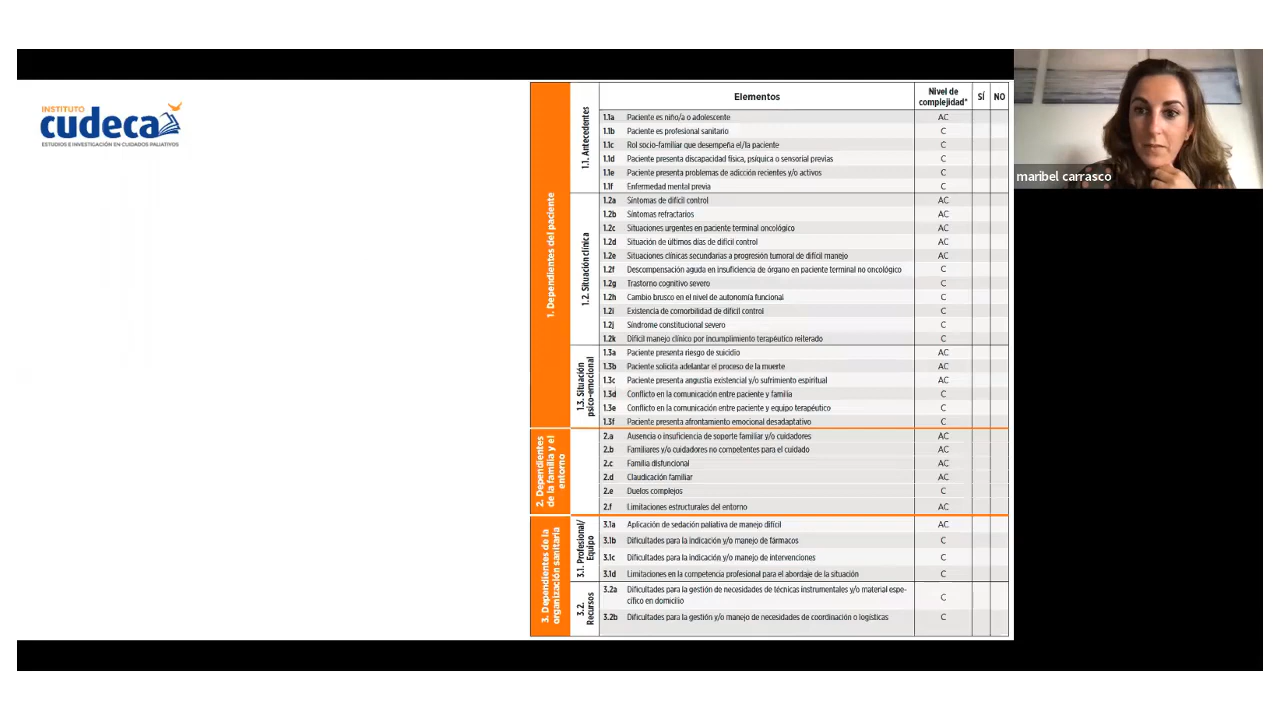 INSTITUTO
cudeca
ESTUDIOS E INVESTIGACIÓN EN CUIDADOS PALIATIVOS
maribel carrasco
Elementos Nivel de complejidad* SÍ NO
1. Dependientes del paciente
1.1. Antecedentes
1.1a Paciente es niño/a o adolescente AC
1.1b Paciente es profesional sanitario C
1.1c Rol socio-familiar que desempeña el/la paciente C
1.1d Paciente presenta discapacidad física, psíquica o sensorial previas C
1.1e Paciente presenta problemas de adicción recientes y/o activos C
1.1f Enfermedad mental previa C
1.2. Situación clínica
1.2a Síntomas de difícil control AC
1.2b Síntomas refractarios AC
1.2c Situaciones urgentes en paciente terminal oncológico AC
1.2d Situación de últimos días de difícil control AC
1.2e Situaciones clínicas secundarias a progresión tumoral de difícil manejo AC
1.2f Descompensación aguda en insuficiencia de órgano en paciente terminal no oncológico C
1.2g Trastorno cognitivo severo C
1.2h Cambio brusco en el nivel de autonomía funcional C
1.2i Existencia de comorbilidad de difícil control C
1.2j Síndrome constitucional severo C
1.2k Difícil manejo clínico por incumplimiento terapéutico reiterado C
1.3. Situación psico-emocional
1.3a Paciente presenta riesgo de suicidio AC
1.3b Paciente solicita adelantar el proceso de la muerte AC
1.3c Paciente presenta angustia existencial y/o sufrimiento espiritual AC
1.3d Conflicto en la comunicación entre paciente y familia C
1.3e Conflicto en la comunicación entre paciente y equipo terapéutico C
1.3f Paciente presenta afrontamiento emocional desadaptativo C
2. Dependientes de la familia y el entorno
2.a Ausencia o insuficiencia de soporte familiar y/o cuidadores AC
2.b Familiares y/o cuidadores no competentes para el cuidado AC
2.c Familia disfuncional AC
2.d Claudicación familiar AC
2.e Duelos complejos C
2.f Limitaciones estructurales del entorno AC
3. Dependientes de la organización sanitaria
3.1. Profesional/ Equipo
3.1a Aplicación de sedación paliativa de manejo difícil AC
3.1b Dificultades para la indicación y/o manejo de fármacos C
3.1c Dificultades para la indicación y/o manejo de intervenciones C
3.1d Limitaciones en la competencia profesional para el abordaje de la situación C
3.2. Recursos
3.2a Dificultades para la gestión de necesidades de técnicas instrumentales y/o material espe-
cífico en domicilio C
3.2b Dificultades para la gestión y/o manejo de necesidades de coordinación o logísticas C